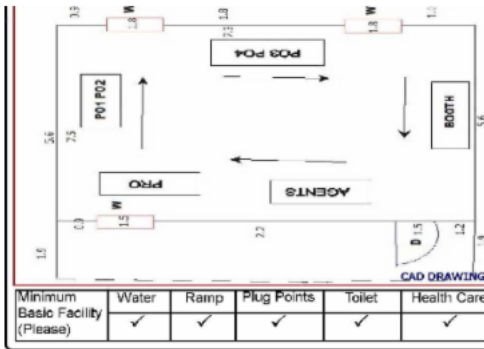 3.9 W 1.8 1.8 7.3 W 1.8
PO3 PO4
PO1 PO2
BOOTH
5.6 7.5 5.6
PRO
AGENTS
W
0.9 1.5 2.2 D 1.5 1.2
CAD DRAWING
Minimum Basic Facility (Please) Water Ramp Plug Points Toilet Health Care
✓ ✓ ✓ ✓ ✓